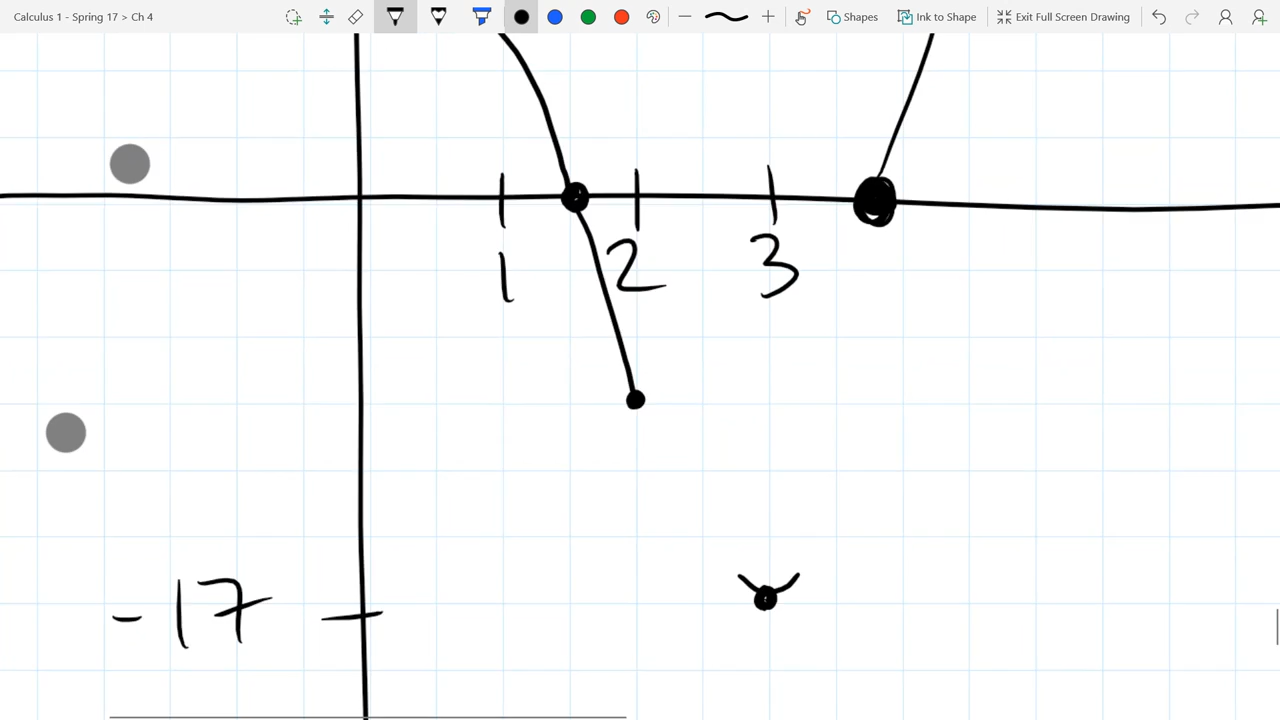 Calculus 1 - Spring 17 > Ch 4
Shapes
Ink to Shape
Exit Full Screen Drawing
1 2 3
-17